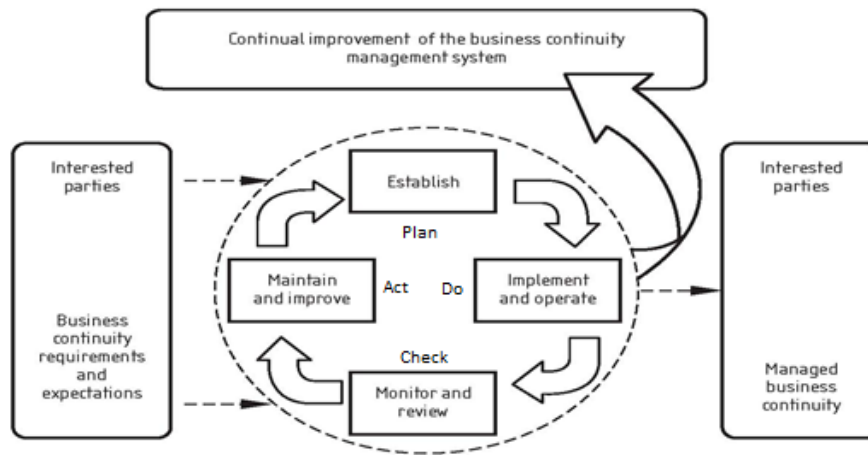 Continual improvement of the business continuity
management system
Interested
parties
Business
continuity
requirements
and
expectations
Establish
Plan
Maintain
and improve
Act
Do
Implement
and operate
Check
Monitor and
review
Interested
parties
Managed
business
continuity